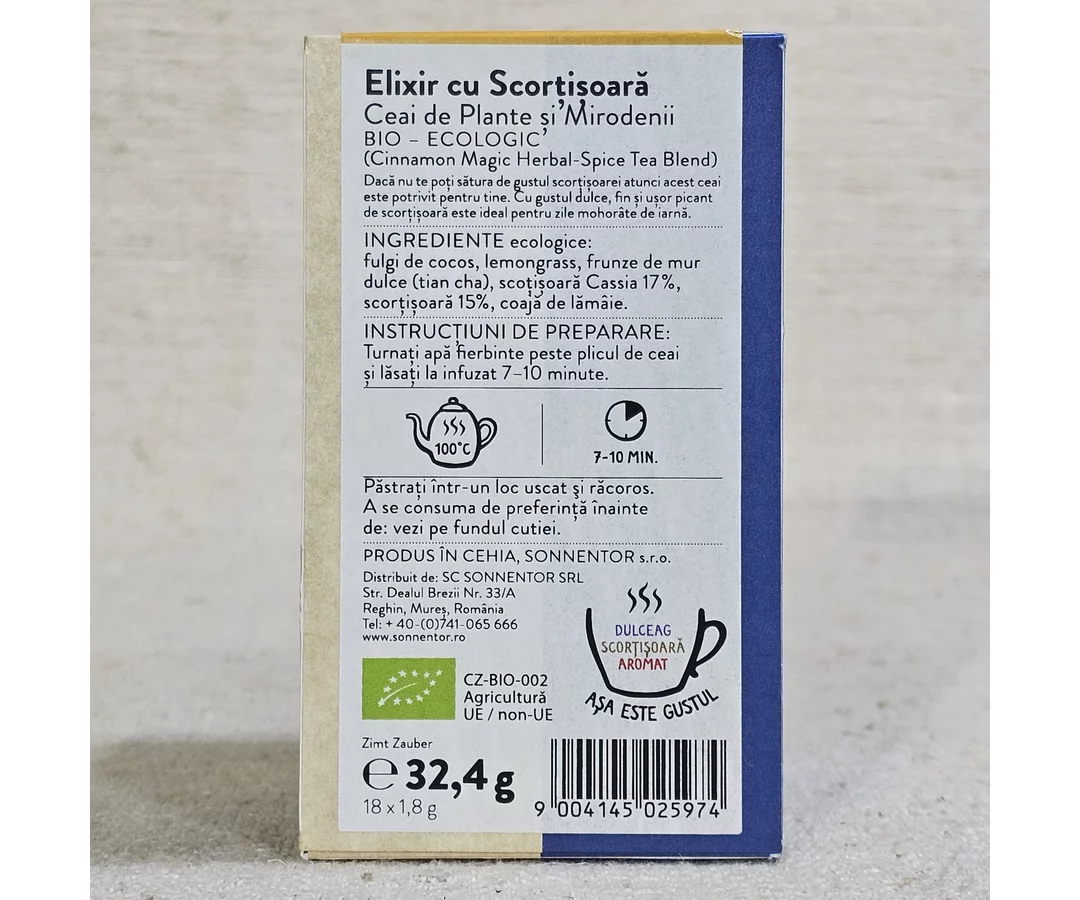 Elixir cu Scorțișoară
Ceai de Plante și Mirodenii
BIO – ECOLOGIC
(Cinnamon Magic Herbal-Spice Tea Blend)
Dacă nu te poți sătura de gustul scorțișoarei atunci acest ceai
este potrivit pentru tine. Cu gustul dulce, fin și ușor picant
de scorțișoară este ideal pentru zile mohorâte de iarnă.
INGREDIENTE ecologice:
fulgi de cocos, lemongrass, frunze de mur
dulce (tian cha), scoțișoară Cassia 17%,
scorțișoară 15%, coajă de lămâie.
INSTRUCȚIUNI DE PREPARARE:
Turnați apă fierbinte peste plicul de ceai
și lăsați la infuzat 7–10 minute.
100°C
7-10 MIN.
Păstrați într-un loc uscat şi răcoros.
A se consuma de preferință înainte
de: vezi pe fundul cutiei.
PRODUS ÎN CEHIA, SONNENTOR s.r.o.
Distribuit de: SC SONNENTOR SRL
Str. Dealul Brezii Nr. 33/A
Reghin, Mureș, România
Tel: + 40-(0)741-065 666
www.sonnentor.ro
DULCEAG
SCORȚIȘOARĂ
AROMAT
AȘA ESTE GUSTUL
CZ-BIO-002
Agricultură
UE / non-UE
Zimt Zauber
℮ 32,4 g
18 x 1,8 g
9 004145 025974